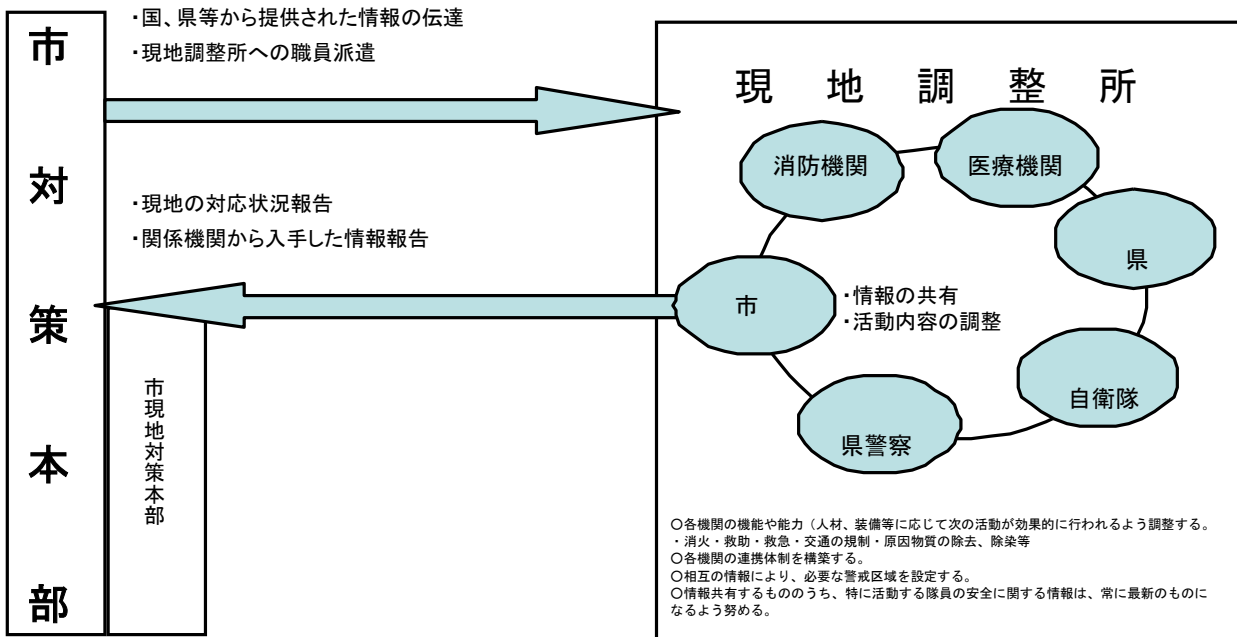 ・国、県等から提供された情報の伝達
・現地調整所への職員派遣
市対策本部
・現地の対応状況報告
・関係機関から入手した情報報告
市現地対策本部
現地調整所
消防機関
医療機関
県
市
・情報の共有
・活動内容の調整
自衛隊
県警察
○各機関の機能や能力（人材、装備等に応じて次の活動が効果的に行われるよう調整する。
・消火・救助・救急・交通の規制・原因物質の除去、除染等
○各機関の連携体制を構築する。
○相互の情報により、必要な警戒区域を設定する。
○情報共有するもののうち、特に活動する隊員の安全に関する情報は、常に最新のものに
なるよう努める。